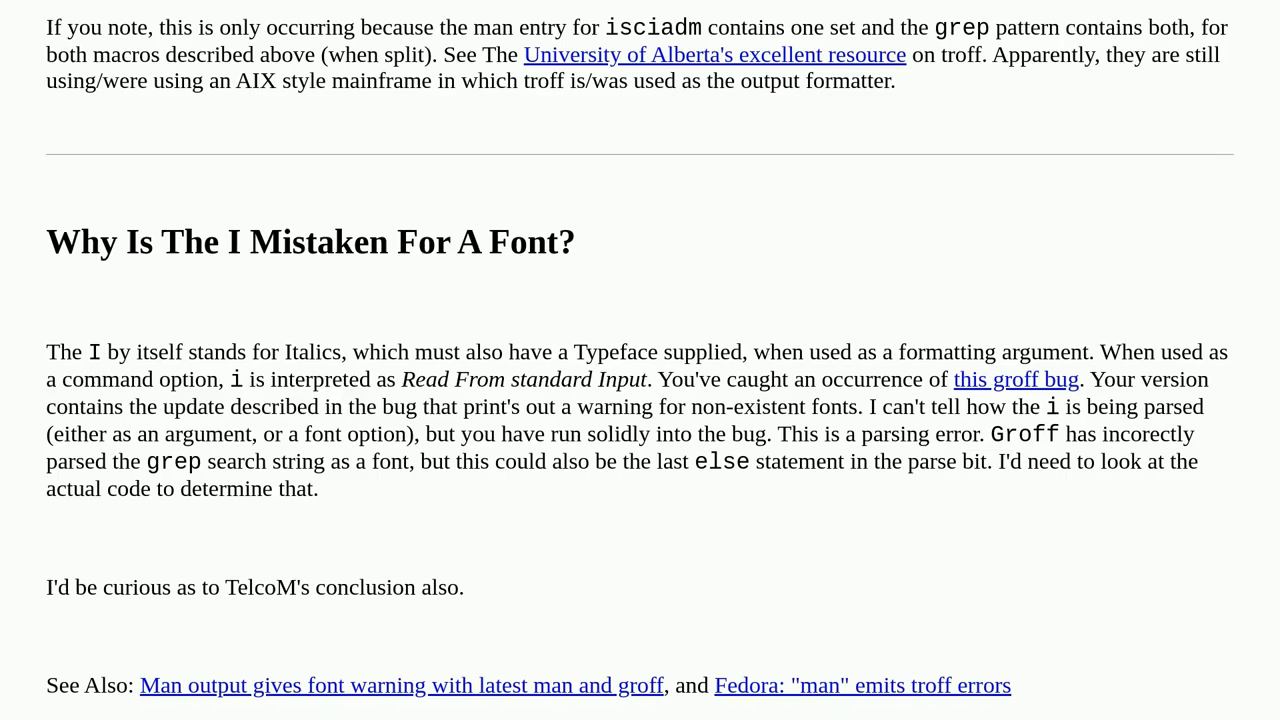 If you note, this is only occurring because the man entry for isciadm contains one set and the grep pattern contains both, for
both macros described above (when split). See The University of Alberta's excellent resource on troff. Apparently, they are still
using/were using an AIX style mainframe in which troff is/was used as the output formatter.
Why Is The I Mistaken For A Font?
The I by itself stands for Italics, which must also have a Typeface supplied, when used as a formatting argument. When used as
a command option, i is interpreted as Read From standard Input. You've caught an occurrence of this groff bug. Your version
contains the update described in the bug that print's out a warning for non-existent fonts. I can't tell how the i is being parsed
(either as an argument, or a font option), but you have run solidly into the bug. This is a parsing error. Groff has incorectly
parsed the grep search string as a font, but this could also be the last else statement in the parse bit. I'd need to look at the
actual code to determine that.
I'd be curious as to TelcoM's conclusion also.
See Also: Man output gives font warning with latest man and groff, and Fedora: "man" emits troff errors